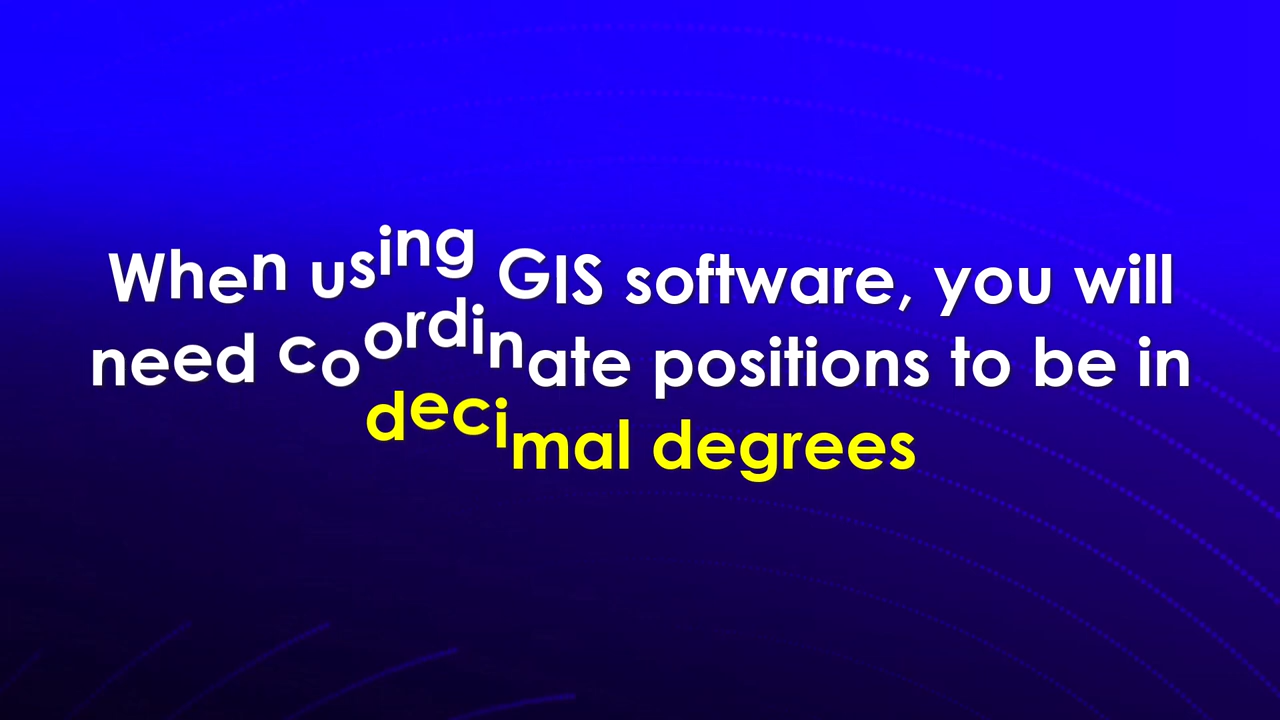 When using GIS software, you will
need coordinate positions to be in
decimal degrees